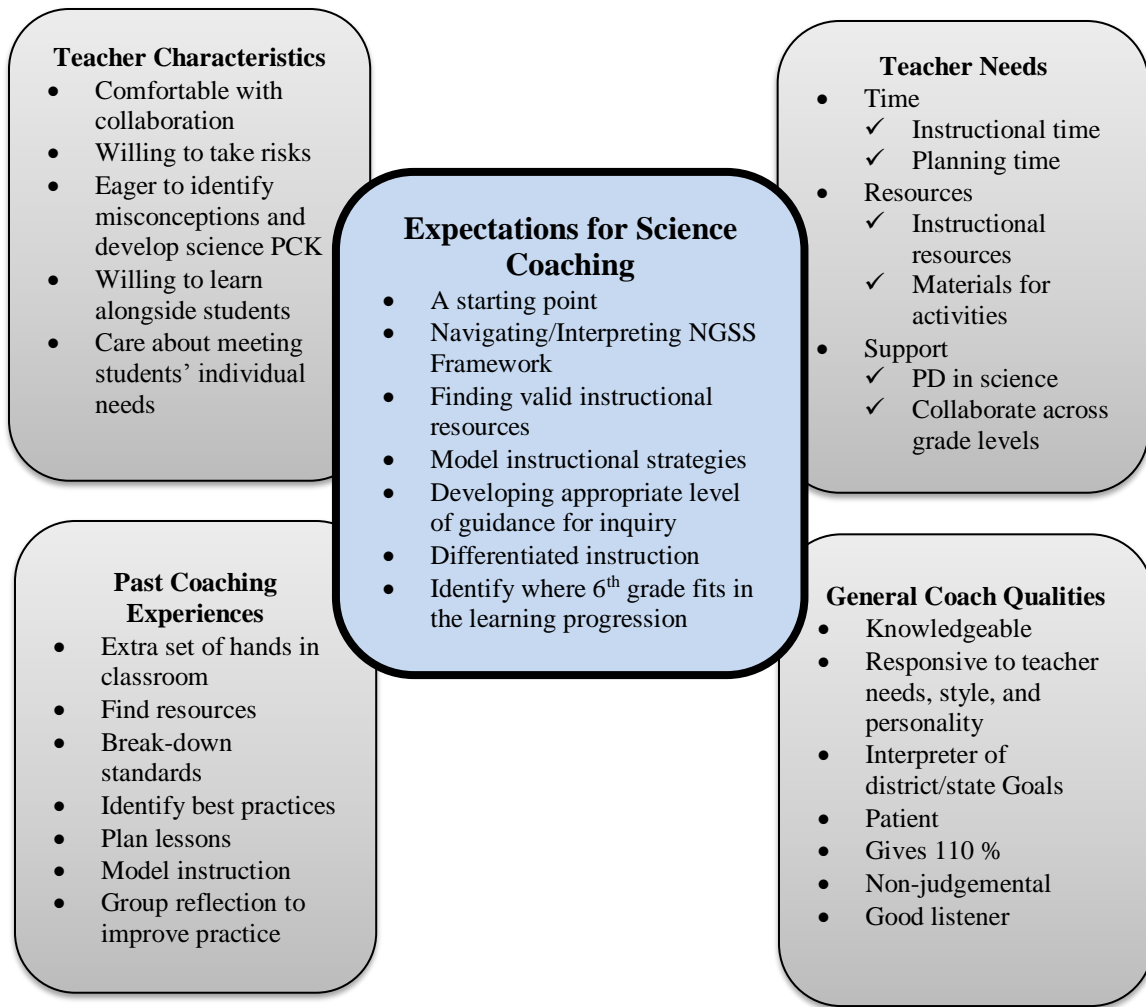 Teacher Characteristics
• Comfortable with
collaboration
• Willing to take risks
• Eager to identify
misconceptions and
develop science PCK
• Willing to learn
alongside students
• Care about meeting
students’ individual
needs
Teacher Needs
• Time
✓ Instructional time
✓ Planning time
• Resources
✓ Instructional
resources
✓ Materials for
activities
• Support
✓ PD in science
✓ Collaborate across
grade levels
Expectations for Science
Coaching
• A starting point
• Navigating/Interpreting NGSS
Framework
• Finding valid instructional
resources
• Model instructional strategies
• Developing appropriate level
of guidance for inquiry
• Differentiated instruction
• Identify where 6th grade fits in
the learning progression
Past Coaching
Experiences
• Extra set of hands in
classroom
• Find resources
• Break-down
standards
• Identify best practices
• Plan lessons
• Model instruction
• Group reflection to
improve practice
General Coach Qualities
• Knowledgeable
• Responsive to teacher
needs, style, and
personality
• Interpreter of
district/state Goals
• Patient
• Gives 110 %
• Non-judgemental
• Good listener